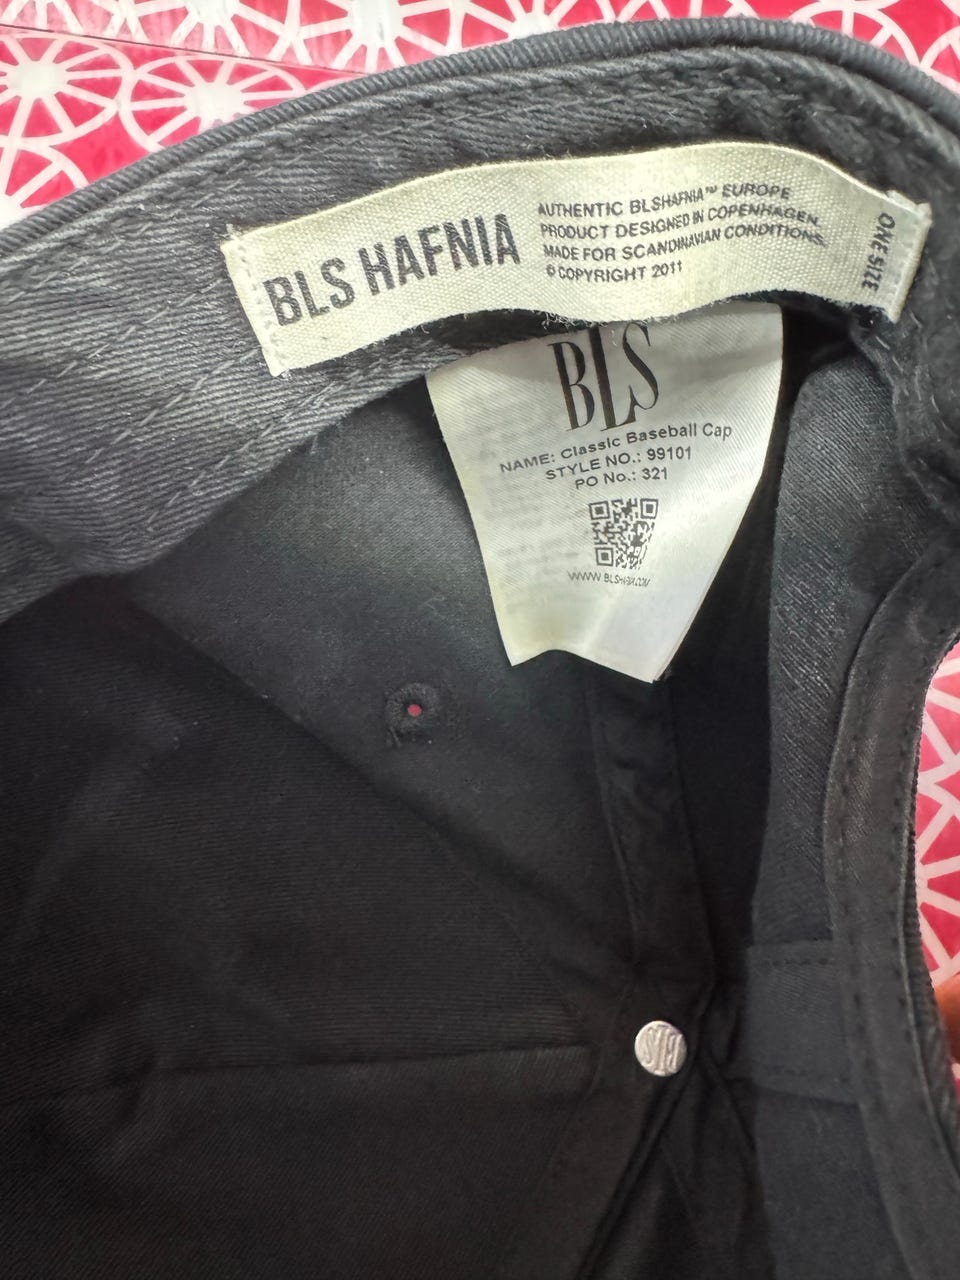 BLS HAFNIA
AUTHENTIC BLSHAFNIA™ EUROPE
PRODUCT DESIGNED IN COPENHAGEN
MADE FOR SCANDINAVIAN CONDITIONS.
© COPYRIGHT 2011
ONE SIZE
BLS
NAME: Classic Baseball Cap
STYLE NO.: 99101
PO No.: 321
BLS